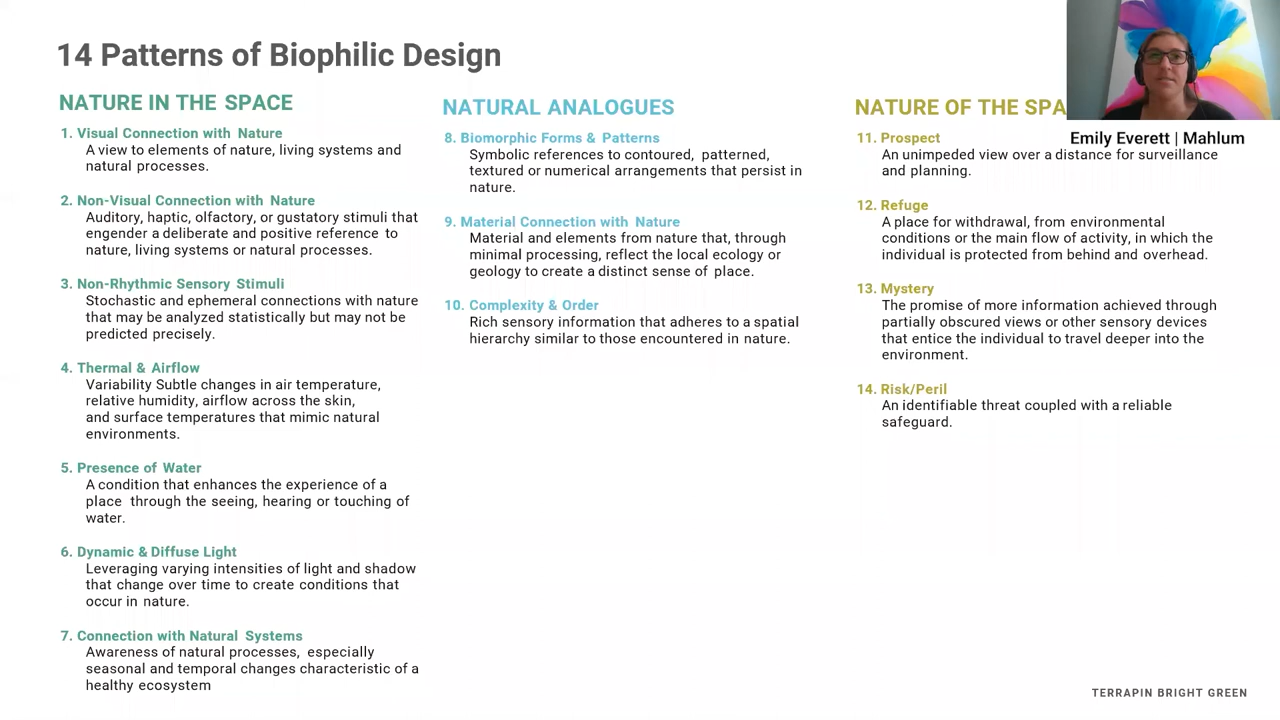 14 Patterns of Biophilic Design
NATURE IN THE SPACE
1. Visual Connection with Nature
A view to elements of nature, living systems and
natural processes.
2. Non-Visual Connection with Nature
Auditory, haptic, olfactory, or gustatory stimuli that
engender a deliberate and positive reference to
nature, living systems or natural processes.
3. Non-Rhythmic Sensory Stimuli
Stochastic and ephemeral connections with nature
that may be analyzed statistically but may not be
predicted precisely.
4. Thermal & Airflow
Variability Subtle changes in air temperature,
relative humidity, airflow across the skin,
and surface temperatures that mimic natural
environments.
5. Presence of Water
A condition that enhances the experience of a
place through the seeing, hearing or touching of
water.
6. Dynamic & Diffuse Light
Leveraging varying intensities of light and shadow
that change over time to create conditions that
occur in nature.
7. Connection with Natural Systems
Awareness of natural processes, especially
seasonal and temporal changes characteristic of a
healthy ecosystem
NATURAL ANALOGUES
8. Biomorphic Forms & Patterns
Symbolic references to contoured, patterned,
textured or numerical arrangements that persist in
nature.
9. Material Connection with Nature
Material and elements from nature that, through
minimal processing, reflect the local ecology or
geology to create a distinct sense of place.
10. Complexity & Order
Rich sensory information that adheres to a spatial
hierarchy similar to those encountered in nature.
NATURE OF THE SPA
Emily Everett | Mahlum
11. Prospect
An unimpeded view over a distance for surveillance
and planning.
12. Refuge
A place for withdrawal, from environmental
conditions or the main flow of activity, in which the
individual is protected from behind and overhead.
13. Mystery
The promise of more information achieved through
partially obscured views or other sensory devices
that entice the individual to travel deeper into the
environment.
14. Risk/Peril
An identifiable threat coupled with a reliable
safeguard.
TERRAPIN BRIGHT GREEN